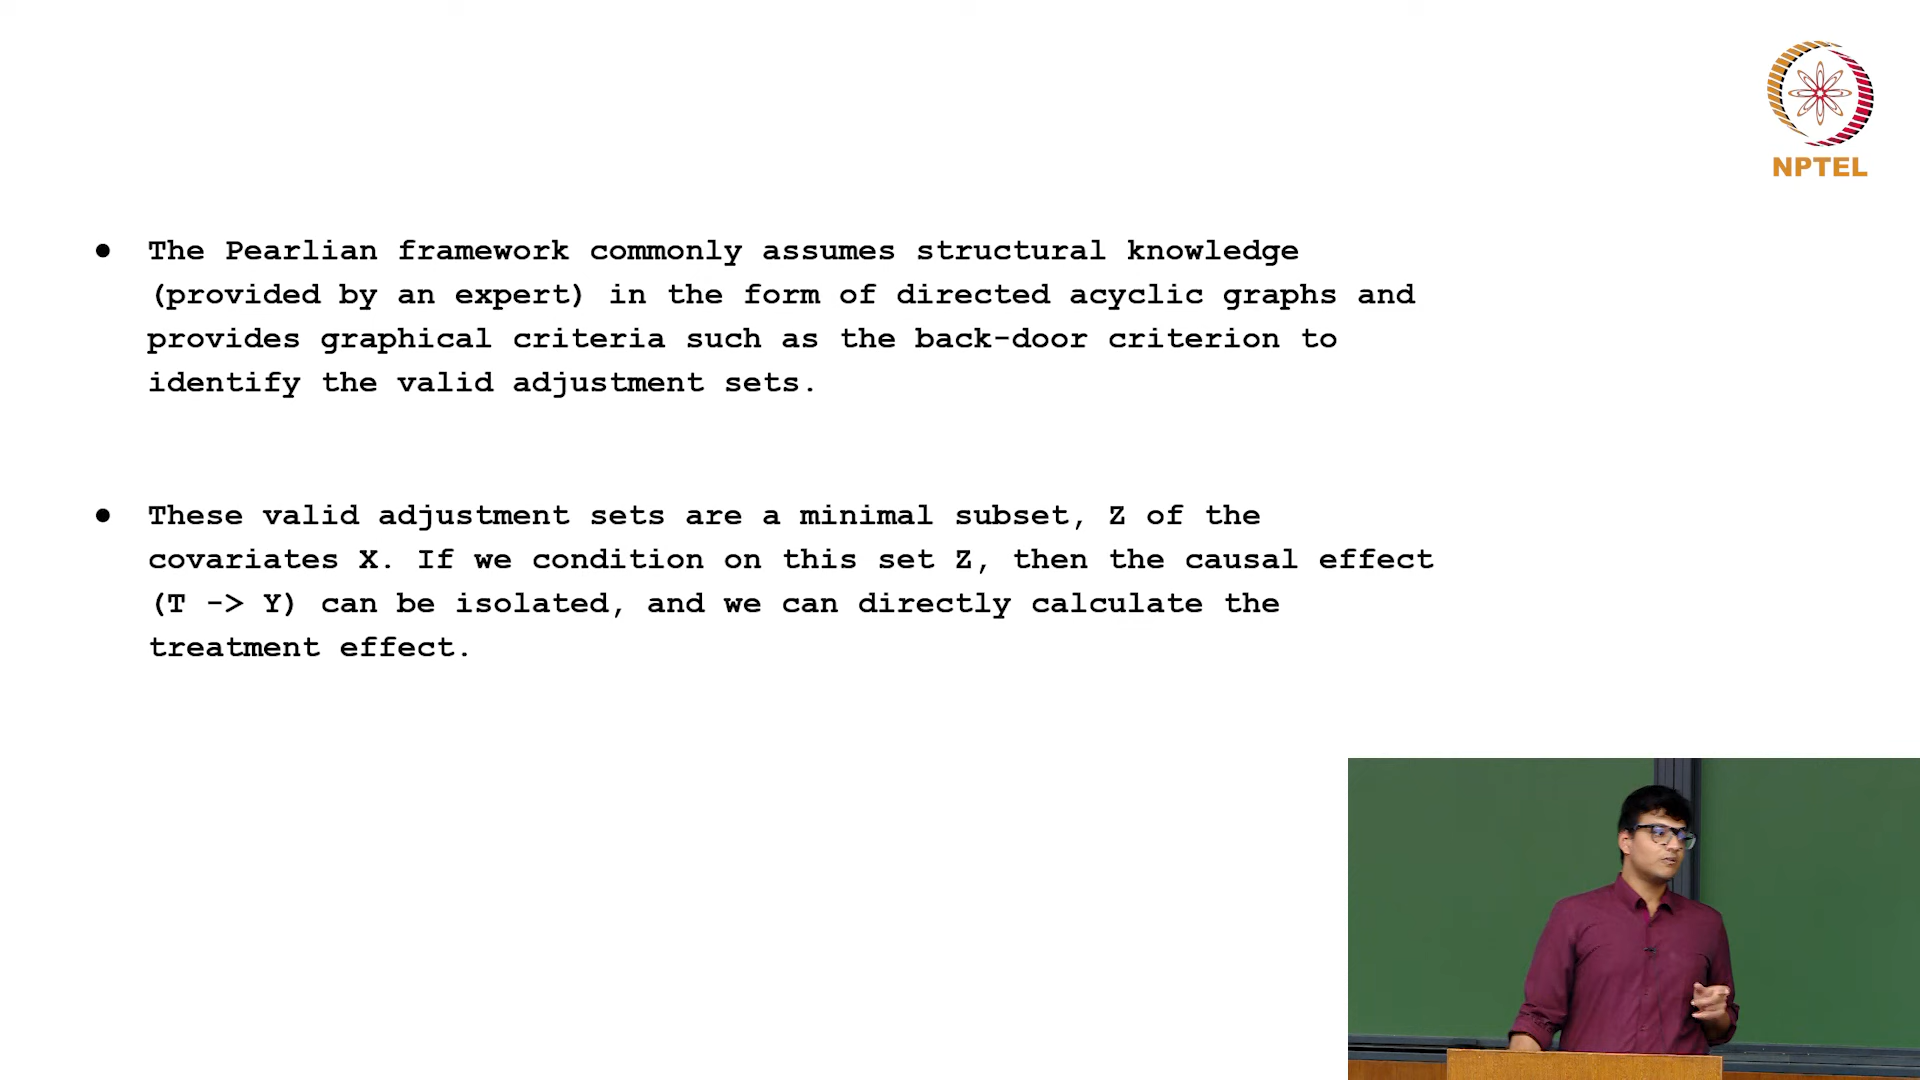 NPTEL
● The Pearlian framework commonly assumes structural knowledge
(provided by an expert) in the form of directed acyclic graphs and
provides graphical criteria such as the back-door criterion to
identify the valid adjustment sets.
● These valid adjustment sets are a minimal subset, Z of the
covariates X. If we condition on this set Z, then the causal effect
(T -> Y) can be isolated, and we can directly calculate the
treatment effect.